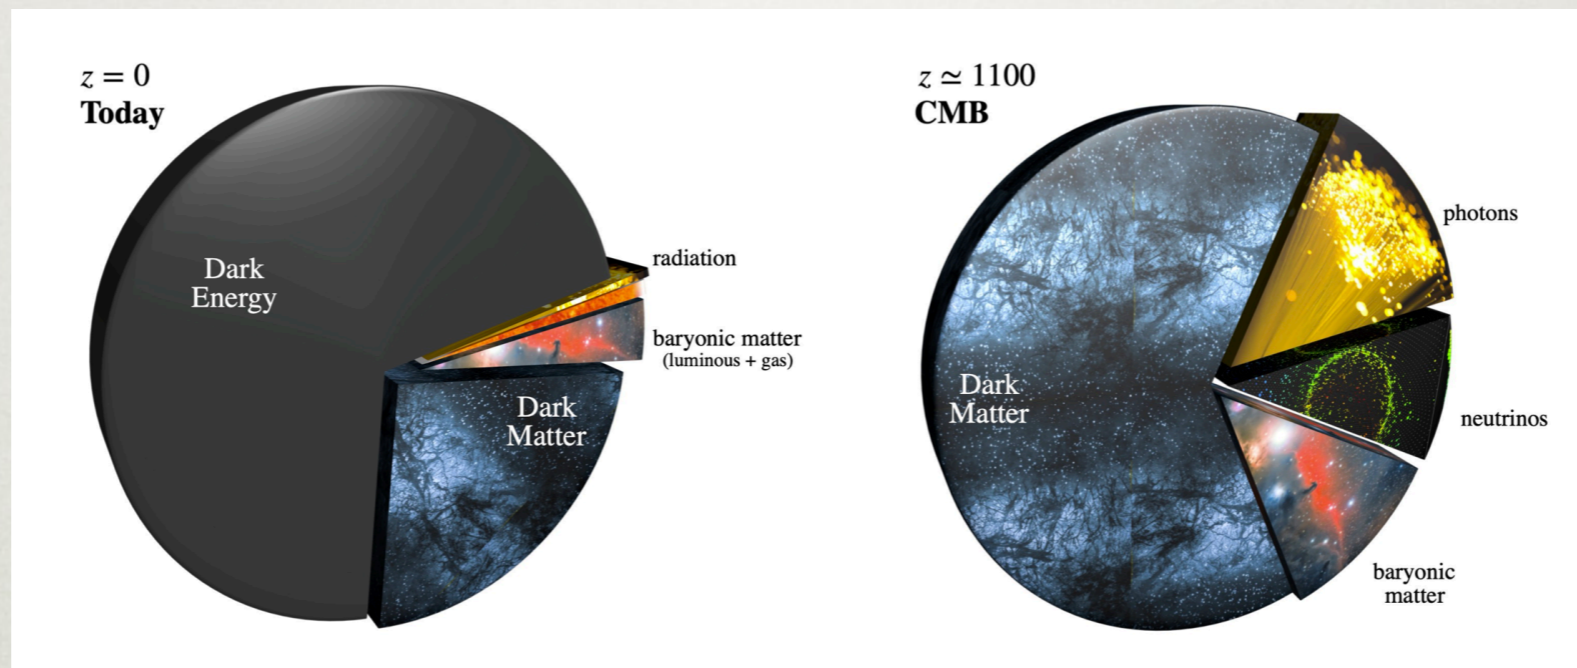 z = 0
Today
Dark
Energy
radiation
baryonic matter
(luminous + gas)
Dark
Matter
z ≃ 1100
CMB
photons
Dark
Matter
neutrinos
baryonic
matter